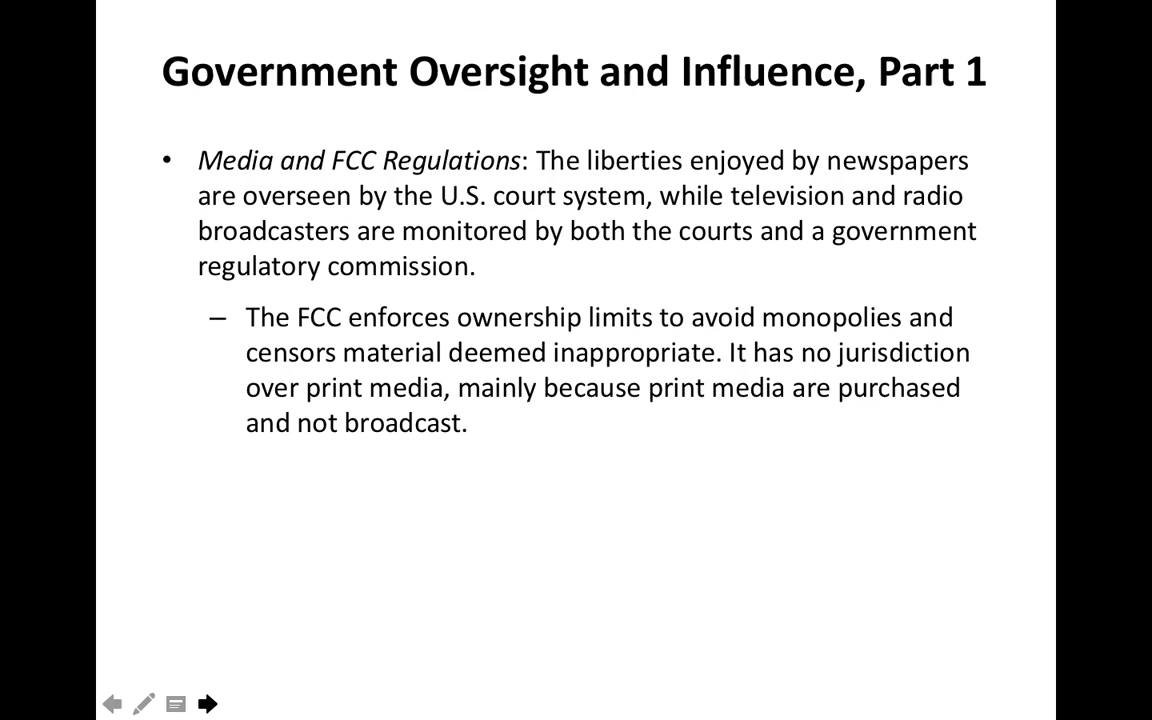 Government Oversight and Influence, Part 1
• Media and FCC Regulations: The liberties enjoyed by newspapers
are overseen by the U.S. court system, while television and radio
broadcasters are monitored by both the courts and a government
regulatory commission.
– The FCC enforces ownership limits to avoid monopolies and
censors material deemed inappropriate. It has no jurisdiction
over print media, mainly because print media are purchased
and not broadcast.